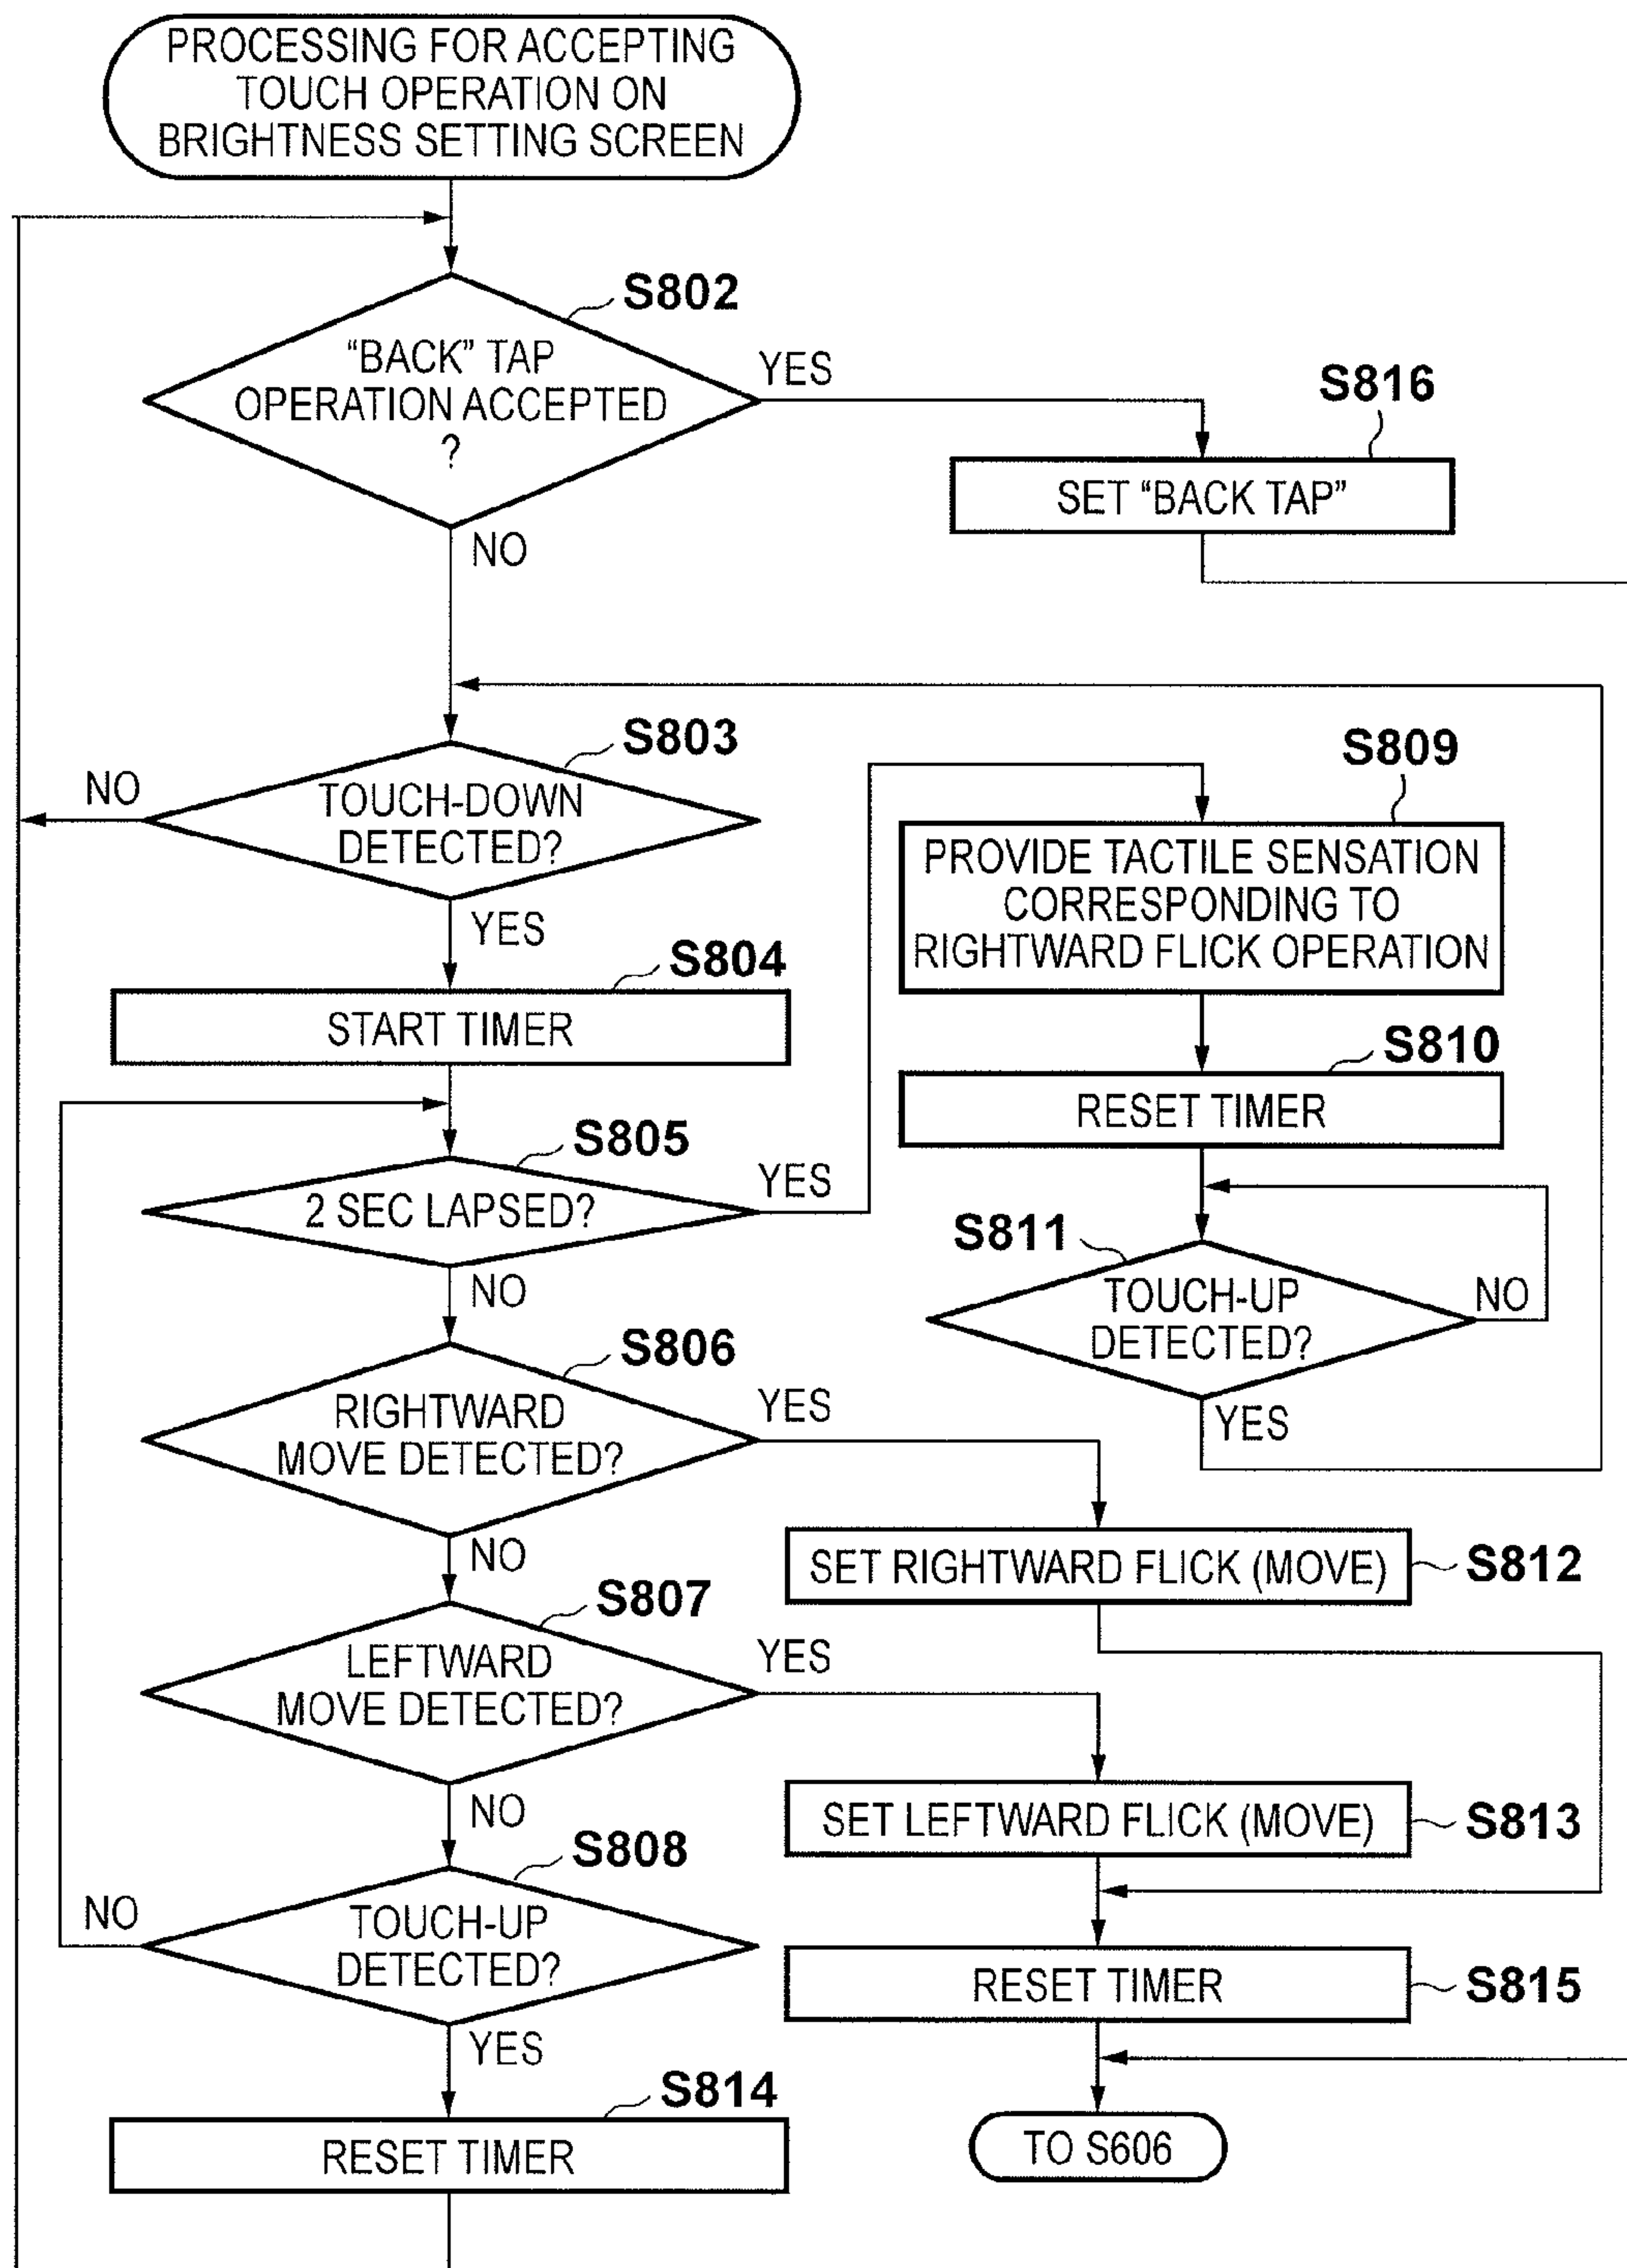 PROCESSING FOR ACCEPTING
TOUCH OPERATION ON
BRIGHTNESS SETTING SCREEN
S802
“BACK” TAP
OPERATION ACCEPTED
?
YES
NO
S816
SET “BACK TAP”
S803
TOUCH-DOWN
DETECTED?
NO
YES
S804
START TIMER
S805
2 SEC LAPSED?
YES
NO
S809
PROVIDE TACTILE SENSATION
CORRESPONDING TO
RIGHTWARD FLICK OPERATION
S810
RESET TIMER
S811
TOUCH-UP
DETECTED?
NO
YES
S806
RIGHTWARD
MOVE DETECTED?
YES
NO
S812
SET RIGHTWARD FLICK (MOVE)
S807
LEFTWARD
MOVE DETECTED?
YES
NO
S813
SET LEFTWARD FLICK (MOVE)
S808
TOUCH-UP
DETECTED?
NO
YES
S815
RESET TIMER
S814
RESET TIMER
TO S606